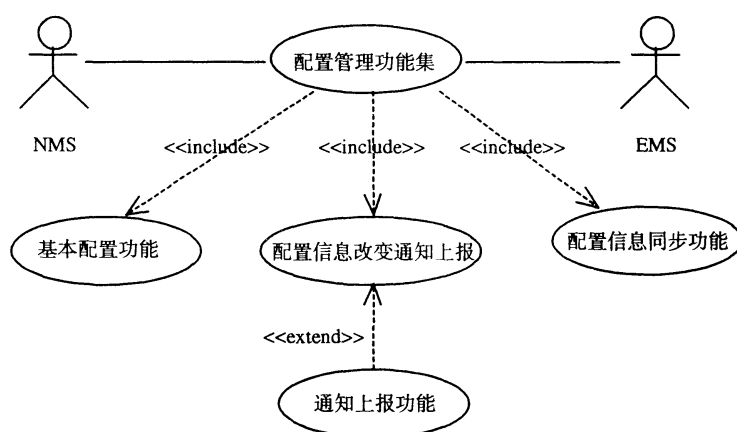 配置管理功能集
NMS
EMS
<<include>>
<<include>>
<<include>>
基本配置功能
配置信息改变通知上报
配置信息同步功能
<<extend>>
通知上报功能